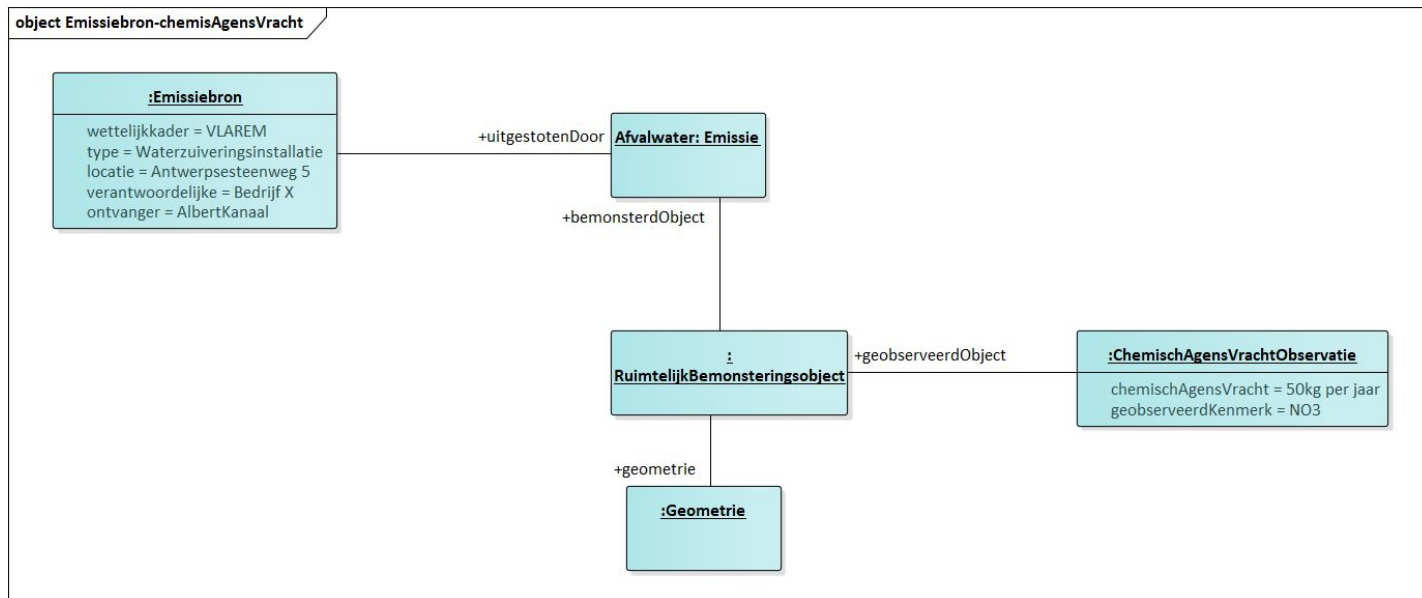 object Emissiebron-chemisAgensVracht
:Emissiebron
wettelijkkader = VLAREM
type = Waterzuiveringsinstallatie
locatie = Antwerpsesteenweg 5
verantwoordelijke = Bedrijf X
ontvanger = AlbertKanaal
+uitgestotenDoor
Afvalwater: Emissie
+bemonsterdObject
:
RuimtelijkBemonsteringsobject
+geobserveerdObject
:ChemischAgensVrachtObservatie
chemischAgensVracht = 50kg per jaar
geobserveerdKenmerk = NO3
+geometrie
:Geometrie